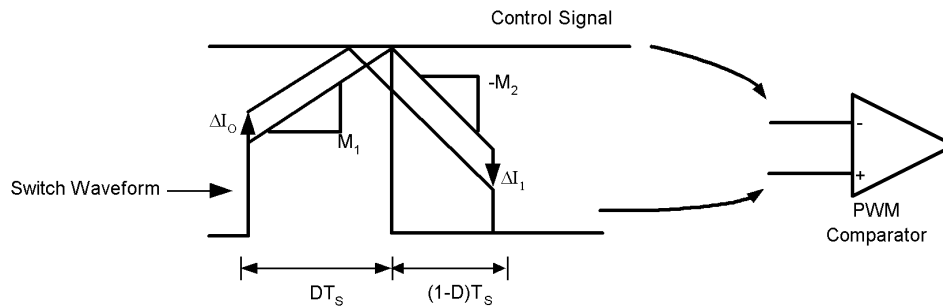 Control Signal
-M₂
ΔI₀
M₁
-
Switch Waveform
ΔI₁
+
PWM
Comparator
DTₛ
(1-D)Tₛ